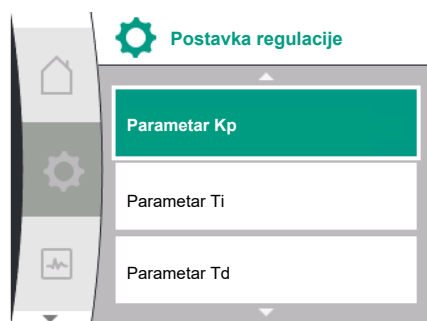 Postavka regulacije
Parametar Kp
Parametar Ti
Parametar Td